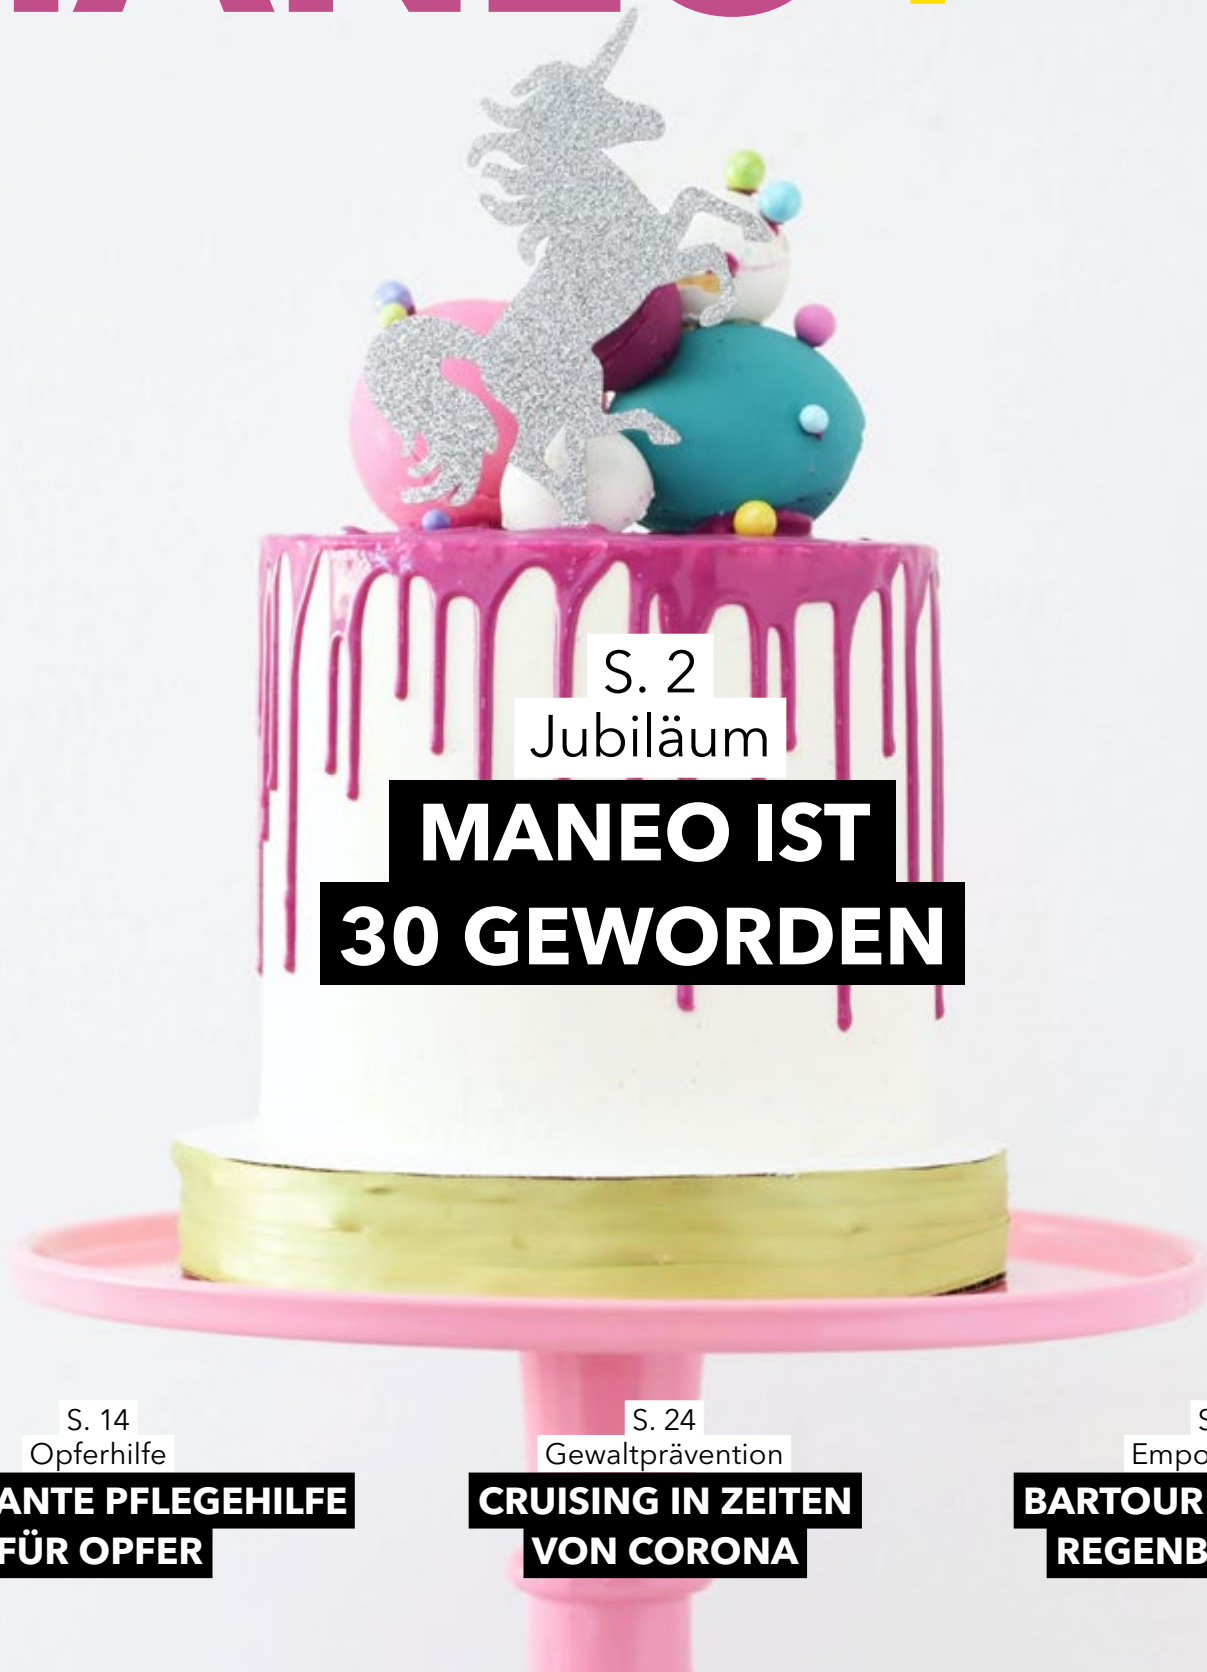 S. 2
Jubiläum
MANEO IST
30 GEWORDEN
S. 14
Opferhilfe
PFLEGEHILFE
FÜR OPFER
S. 24
Gewaltprävention
CRUISING IN ZEITEN
VON CORONA
BARTOUR